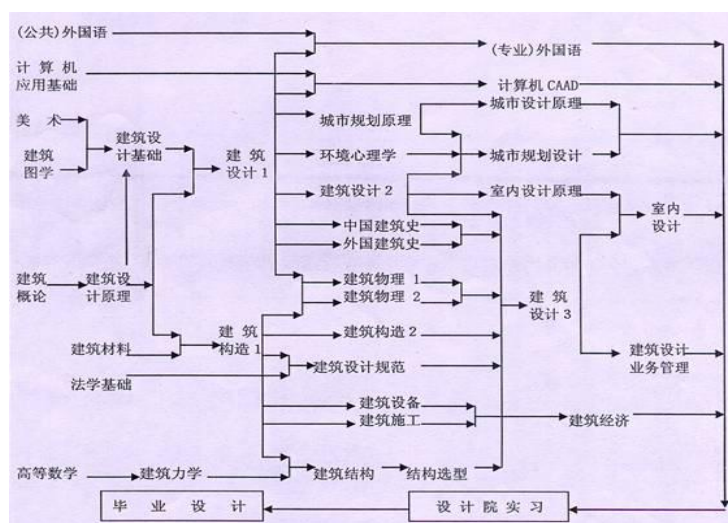 (公共)外国语
(专业)外国语
计算机
应用基础
计算机CAAD
美术
城市规划原理
城市设计原理
建筑
图学
建筑设
计基础
建筑
设计1
环境心理学
城市规划设计
建筑设计2
室内设计原理
室内
设计
中国建筑史
外国建筑史
建筑
概论
建筑设
计原理
建筑物理 1
建筑物理 2
建筑
设计3
建筑材料
建筑
构造1
建筑构造2
建筑设计
业务管理
法学基础
建筑设计规范
建筑设备
建筑施工
建筑经济
高等数学
建筑力学
建筑结构
结构选型
毕业设计
设计院实习